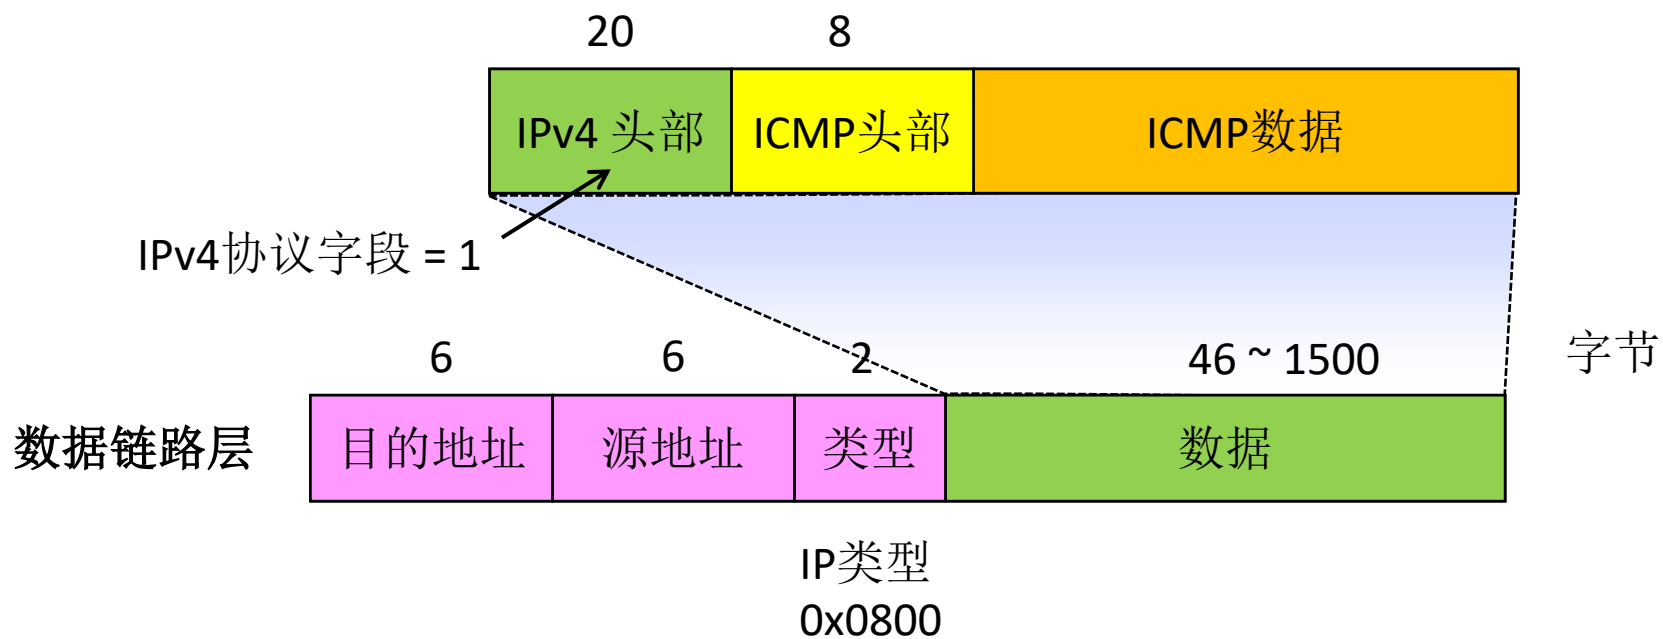 20 8
IPv4 头部 ICMP头部 ICMP数据
IPv4协议字段 = 1
6 6 2 46 ~ 1500 字节
数据链路层 目的地址 源地址 类型 数据
IP类型
0x0800